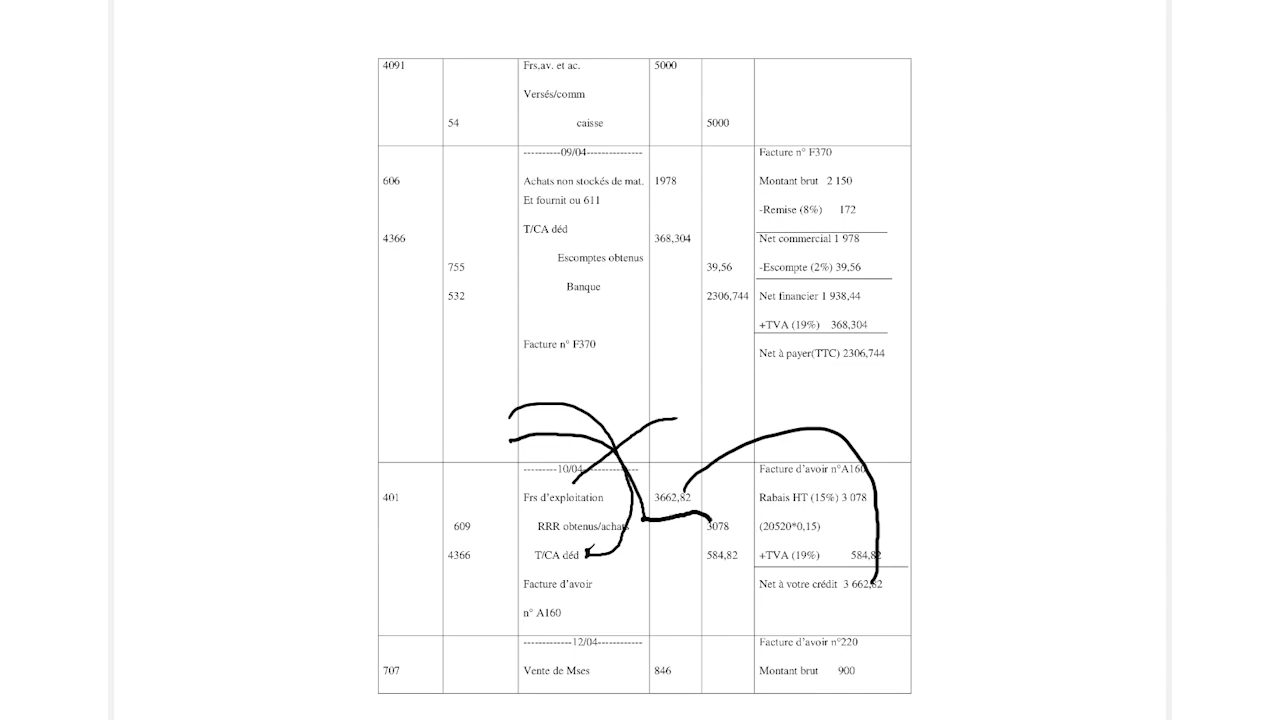 4091 Frs,av. et ac. 5000
Versés/comm
54 caisse 5000
----------09/04--------------- Facture n° F370
606 Achats non stockés de mat. 1978 Montant brut 2 150
Et fournit ou 611
-Remise (8%) 172
T/CA déd
4366 368,304 Net commercial 1 978
Escomptes obtenus
755 39,56 -Escompte (2%) 39,56
Banque
532 2306,744 Net financier 1 938,44
+TVA (19%) 368,304
Facture n° F370
Net à payer(TTC) 2306,744
---------10/04--------------- Facture d'avoir n°A160
401 Frs d'exploitation 3662,82 Rabais HT (15%) 3 078
609 RRR obtenus/achats 3078 (20520*0,15)
4366 T/CA déd 584,82 +TVA (19%) 584,82
Facture d'avoir Net à votre crédit 3 662,82
n° A160
-------------12/04------------ Facture d'avoir n°220
707 Vente de Mses 846 Montant brut 900